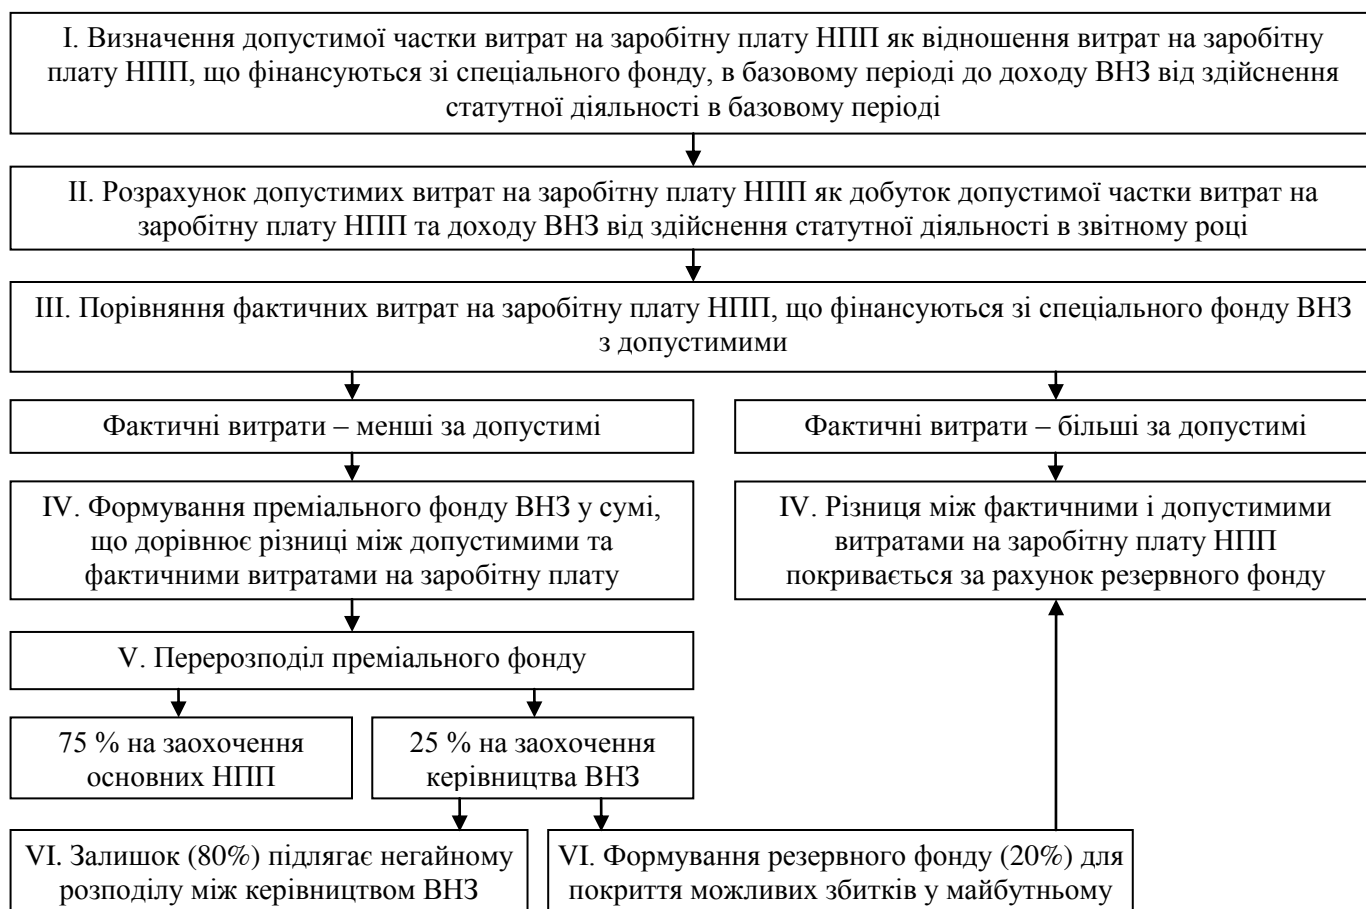 І. Визначення допустимої частки витрат на заробітну плату НПП як відношення витрат на заробітну
плату НПП, що фінансуються зі спеціального фонду, в базовому періоді до доходу ВНЗ від здійснення
статутної діяльності в базовому періоді
ІІ. Розрахунок допустимих витрат на заробітну плату НПП як добуток допустимої частки витрат на
заробітну плату НПП та доходу ВНЗ від здійснення статутної діяльності в звітному році
ІІІ. Порівняння фактичних витрат на заробітну плату НПП, що фінансуються зі спеціального фонду ВНЗ
з допустимими
Фактичні витрати – менші за допустимі
Фактичні витрати – більші за допустимі
IV. Формування преміального фонду ВНЗ у сумі,
що дорівнює різниці між допустимими та
фактичними витратами на заробітну плату
IV. Різниця між фактичними і допустимими
витратами на заробітну плату НПП
покривається за рахунок резервного фонду
V. Перерозподіл преміального фонду
75 % на заохочення
основних НПП
25 % на заохочення
керівництва ВНЗ
VI. Залишок (80%) підлягає негайному
розподілу між керівництвом ВНЗ
VI. Формування резервного фонду (20%) для
покриття можливих збитків у майбутньому